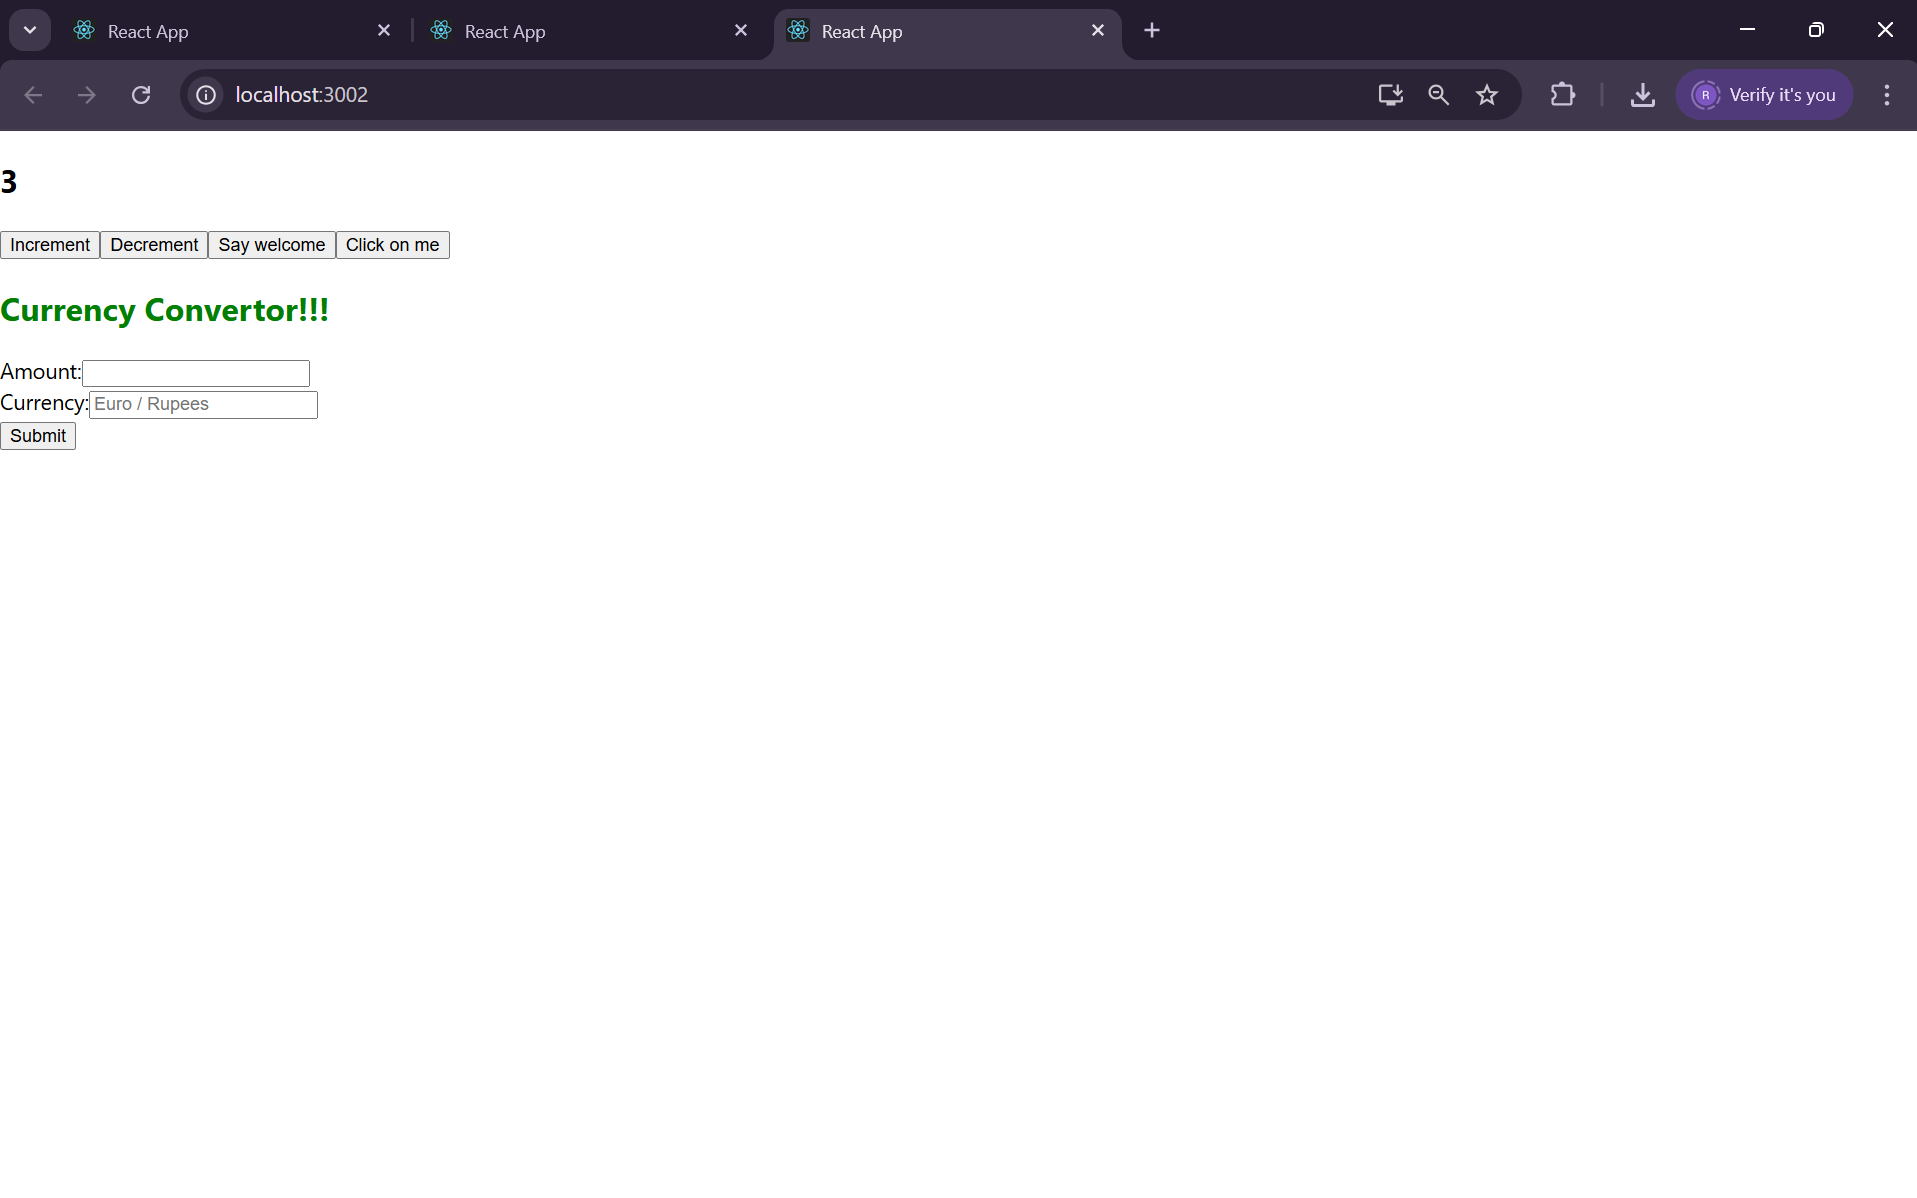 React App
React App
React App
localhost:3002
R
Verify it's you
3
Increment Decrement Say welcome Click on me
Currency Convertor!!!
Amount:
Currency: Euro / Rupees
Submit